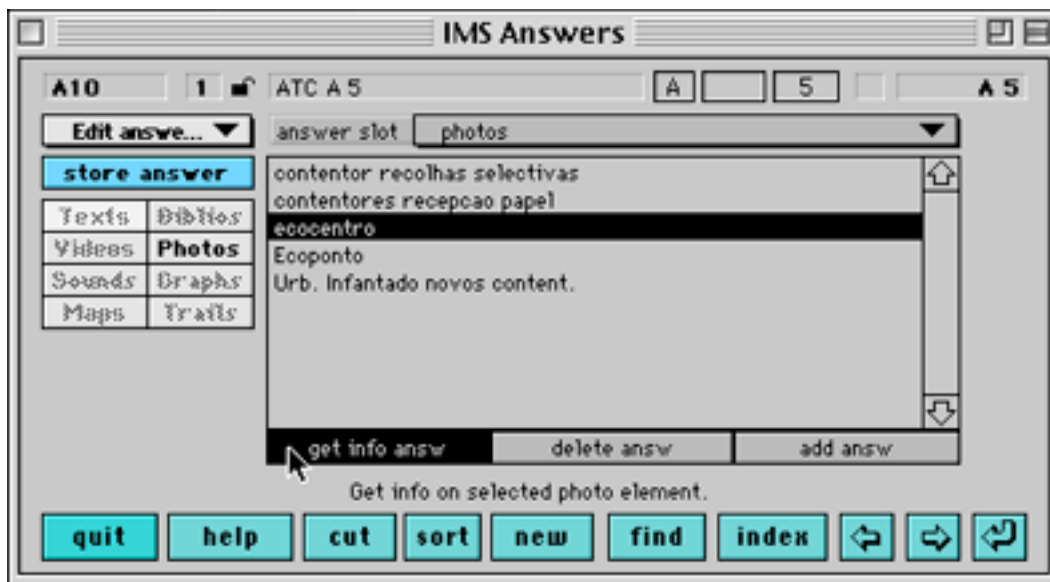 IMS Answers
A10 1 ATC A 5 A 5 A 5
Edit answe... answer slot photos
store answer
contentor recolhas selectivas
contentores recepcao papel
ecocentro
Ecoponto
Urb. Infantado novos content.
Texts Biblios
Videos Photos
Sounds Graphs
Maps Trails
get info answ delete answ add answ
Get info on selected photo element.
quit help cut sort new find index